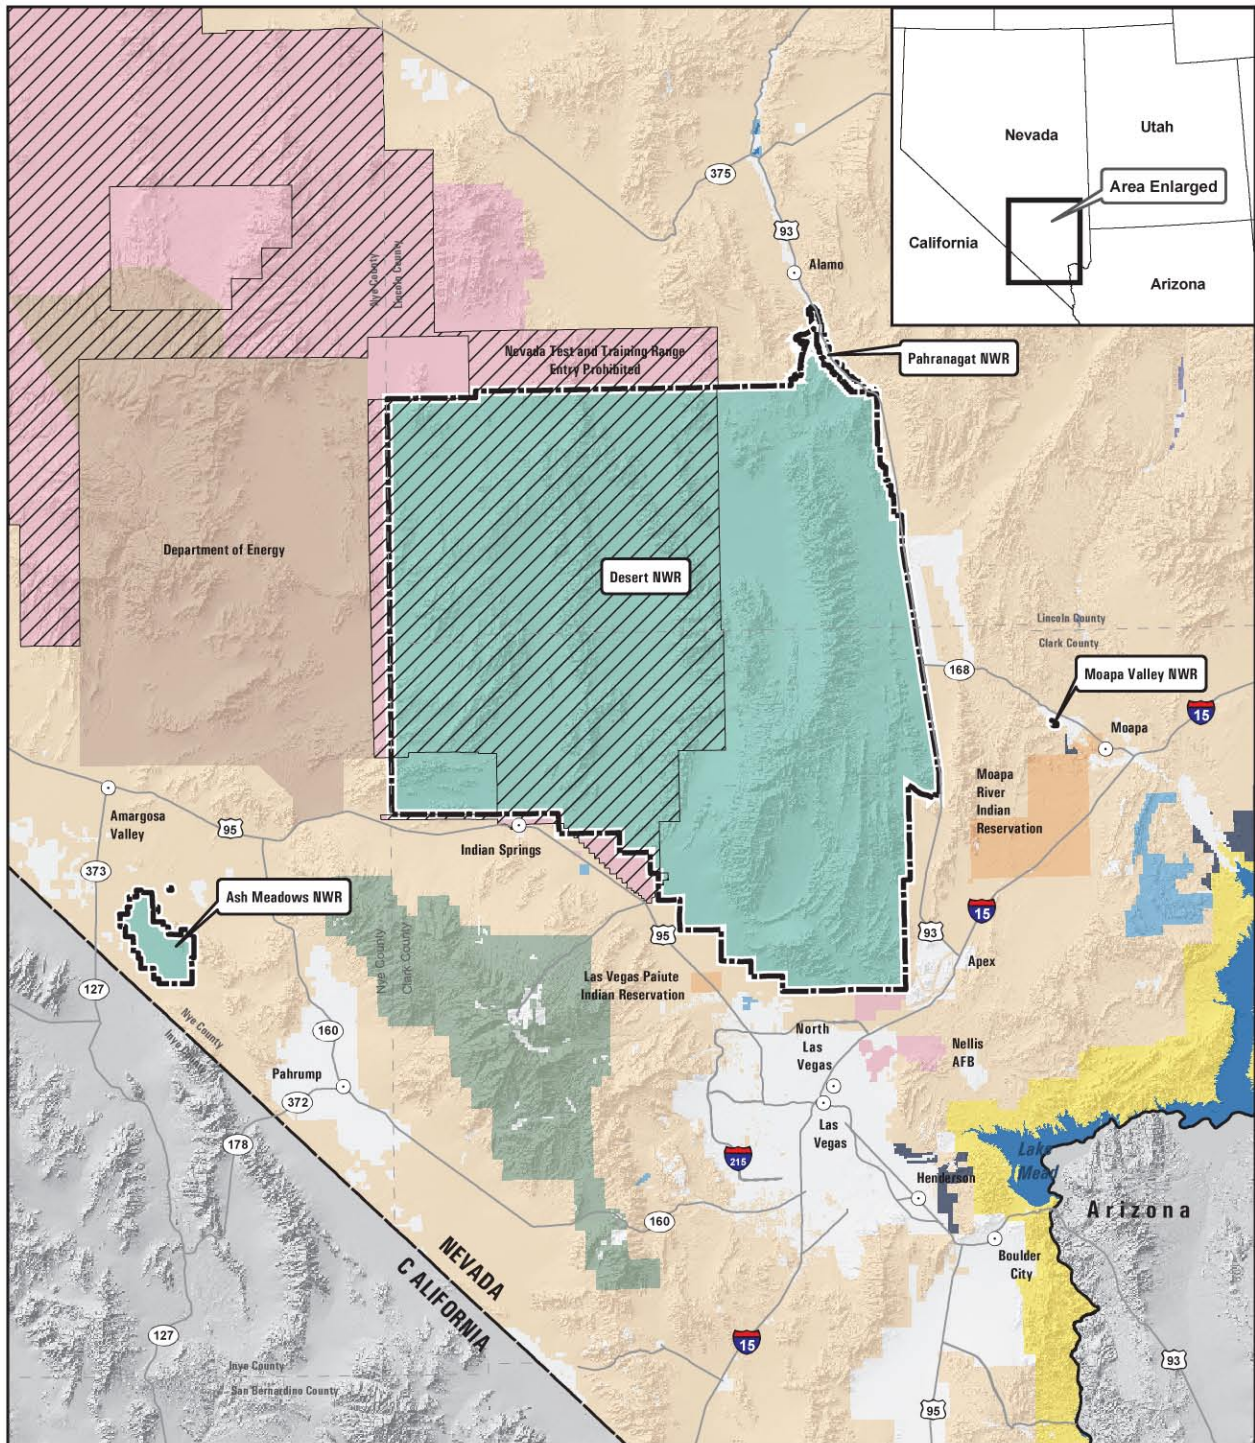 Nevada
Utah
Area Enlarged
California
Arizona
375
93
Alamo
Nye County
Lincoln County
Nevada Test and Training Range
Entry Prohibited
Pahranagat NWR
Department of Energy
Desert NWR
Lincoln County
Clark County
168
Moapa Valley NWR
15
Moapa
Moapa
River
Indian
Reservation
Amargosa
Valley
95
Indian Springs
373
Ash Meadows NWR
15
95
93
Apex
Nye County
Clark County
Las Vegas Paiute
Indian Reservation
127
Nye County
160
North
Las
Vegas
Nellis
AFB
Pahrump
372
Las
Vegas
178
215
Lake
Mead
Henderson
Arizona
160
Boulder
City
NEVADA
CALIFORNIA
127
15
93
Inyo County
San Bernardino County
95